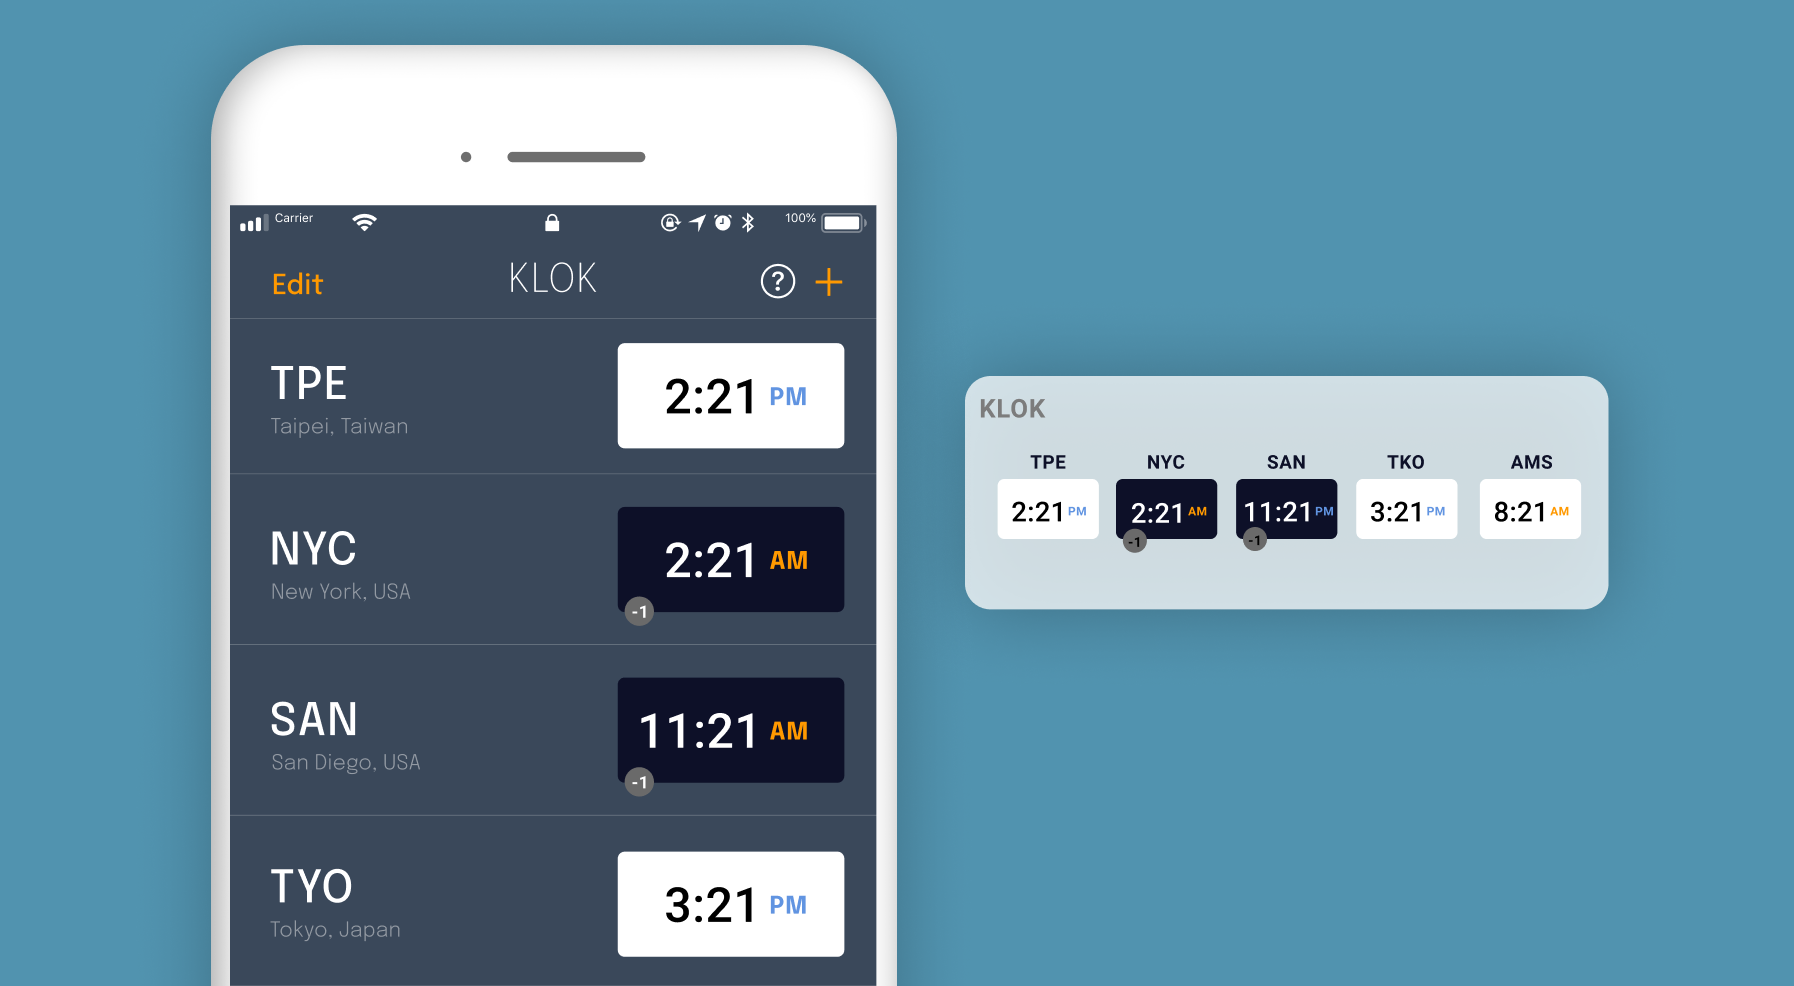 Carrier 100%
Edit KLOK ? +
TPE
Taipei, Taiwan
2:21 PM
NYC
New York, USA
2:21 AM
-1
SAN
San Diego, USA
11:21 AM
-1
TYO
Tokyo, Japan
3:21 PM
KLOK
TPE NYC SAN TKO AMS
2:21 PM 2:21 AM 11:21 PM 3:21 PM 8:21 AM
-1 -1